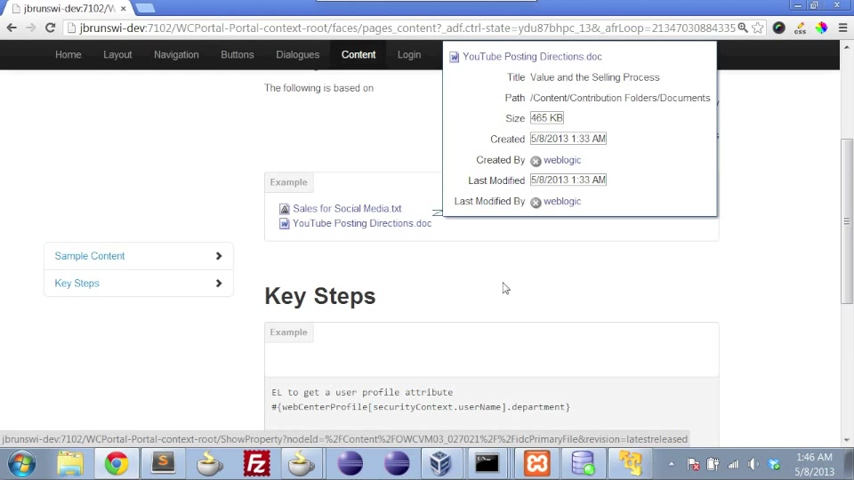 jbrunswi-dev:7102/WCPo ×
jbrunswi-dev:7102/WCPortal-Portal-context-root/faces/pages_content?_adf.ctrl-state=ydu87bhpc_13&_afrLoop=21347030884335
Home Layout Navigation Buttons Dialogues Content Login
The following is based on
YouTube Posting Directions.doc
Title Value and the Selling Process
Path /Content/Contribution Folders/Documents
Size 465 KB
Created 5/8/2013 1:33 AM
Created By weblogic
Last Modified 5/8/2013 1:33 AM
Last Modified By weblogic
Example
Sales for Social Media.txt
YouTube Posting Directions.doc
Sample Content
Key Steps
Key Steps
Example
EL to get a user profile attribute
#{webCenterProfile[securityContext.userName].department}
jbrunswi-dev:7102/WCPortal-Portal-context-root/ShowProperty?nodeId=%2FContent%2FOWCVM03_027021%2F%2FidcPrimaryFile&revision=latestreleased
1:46 AM
5/8/2013